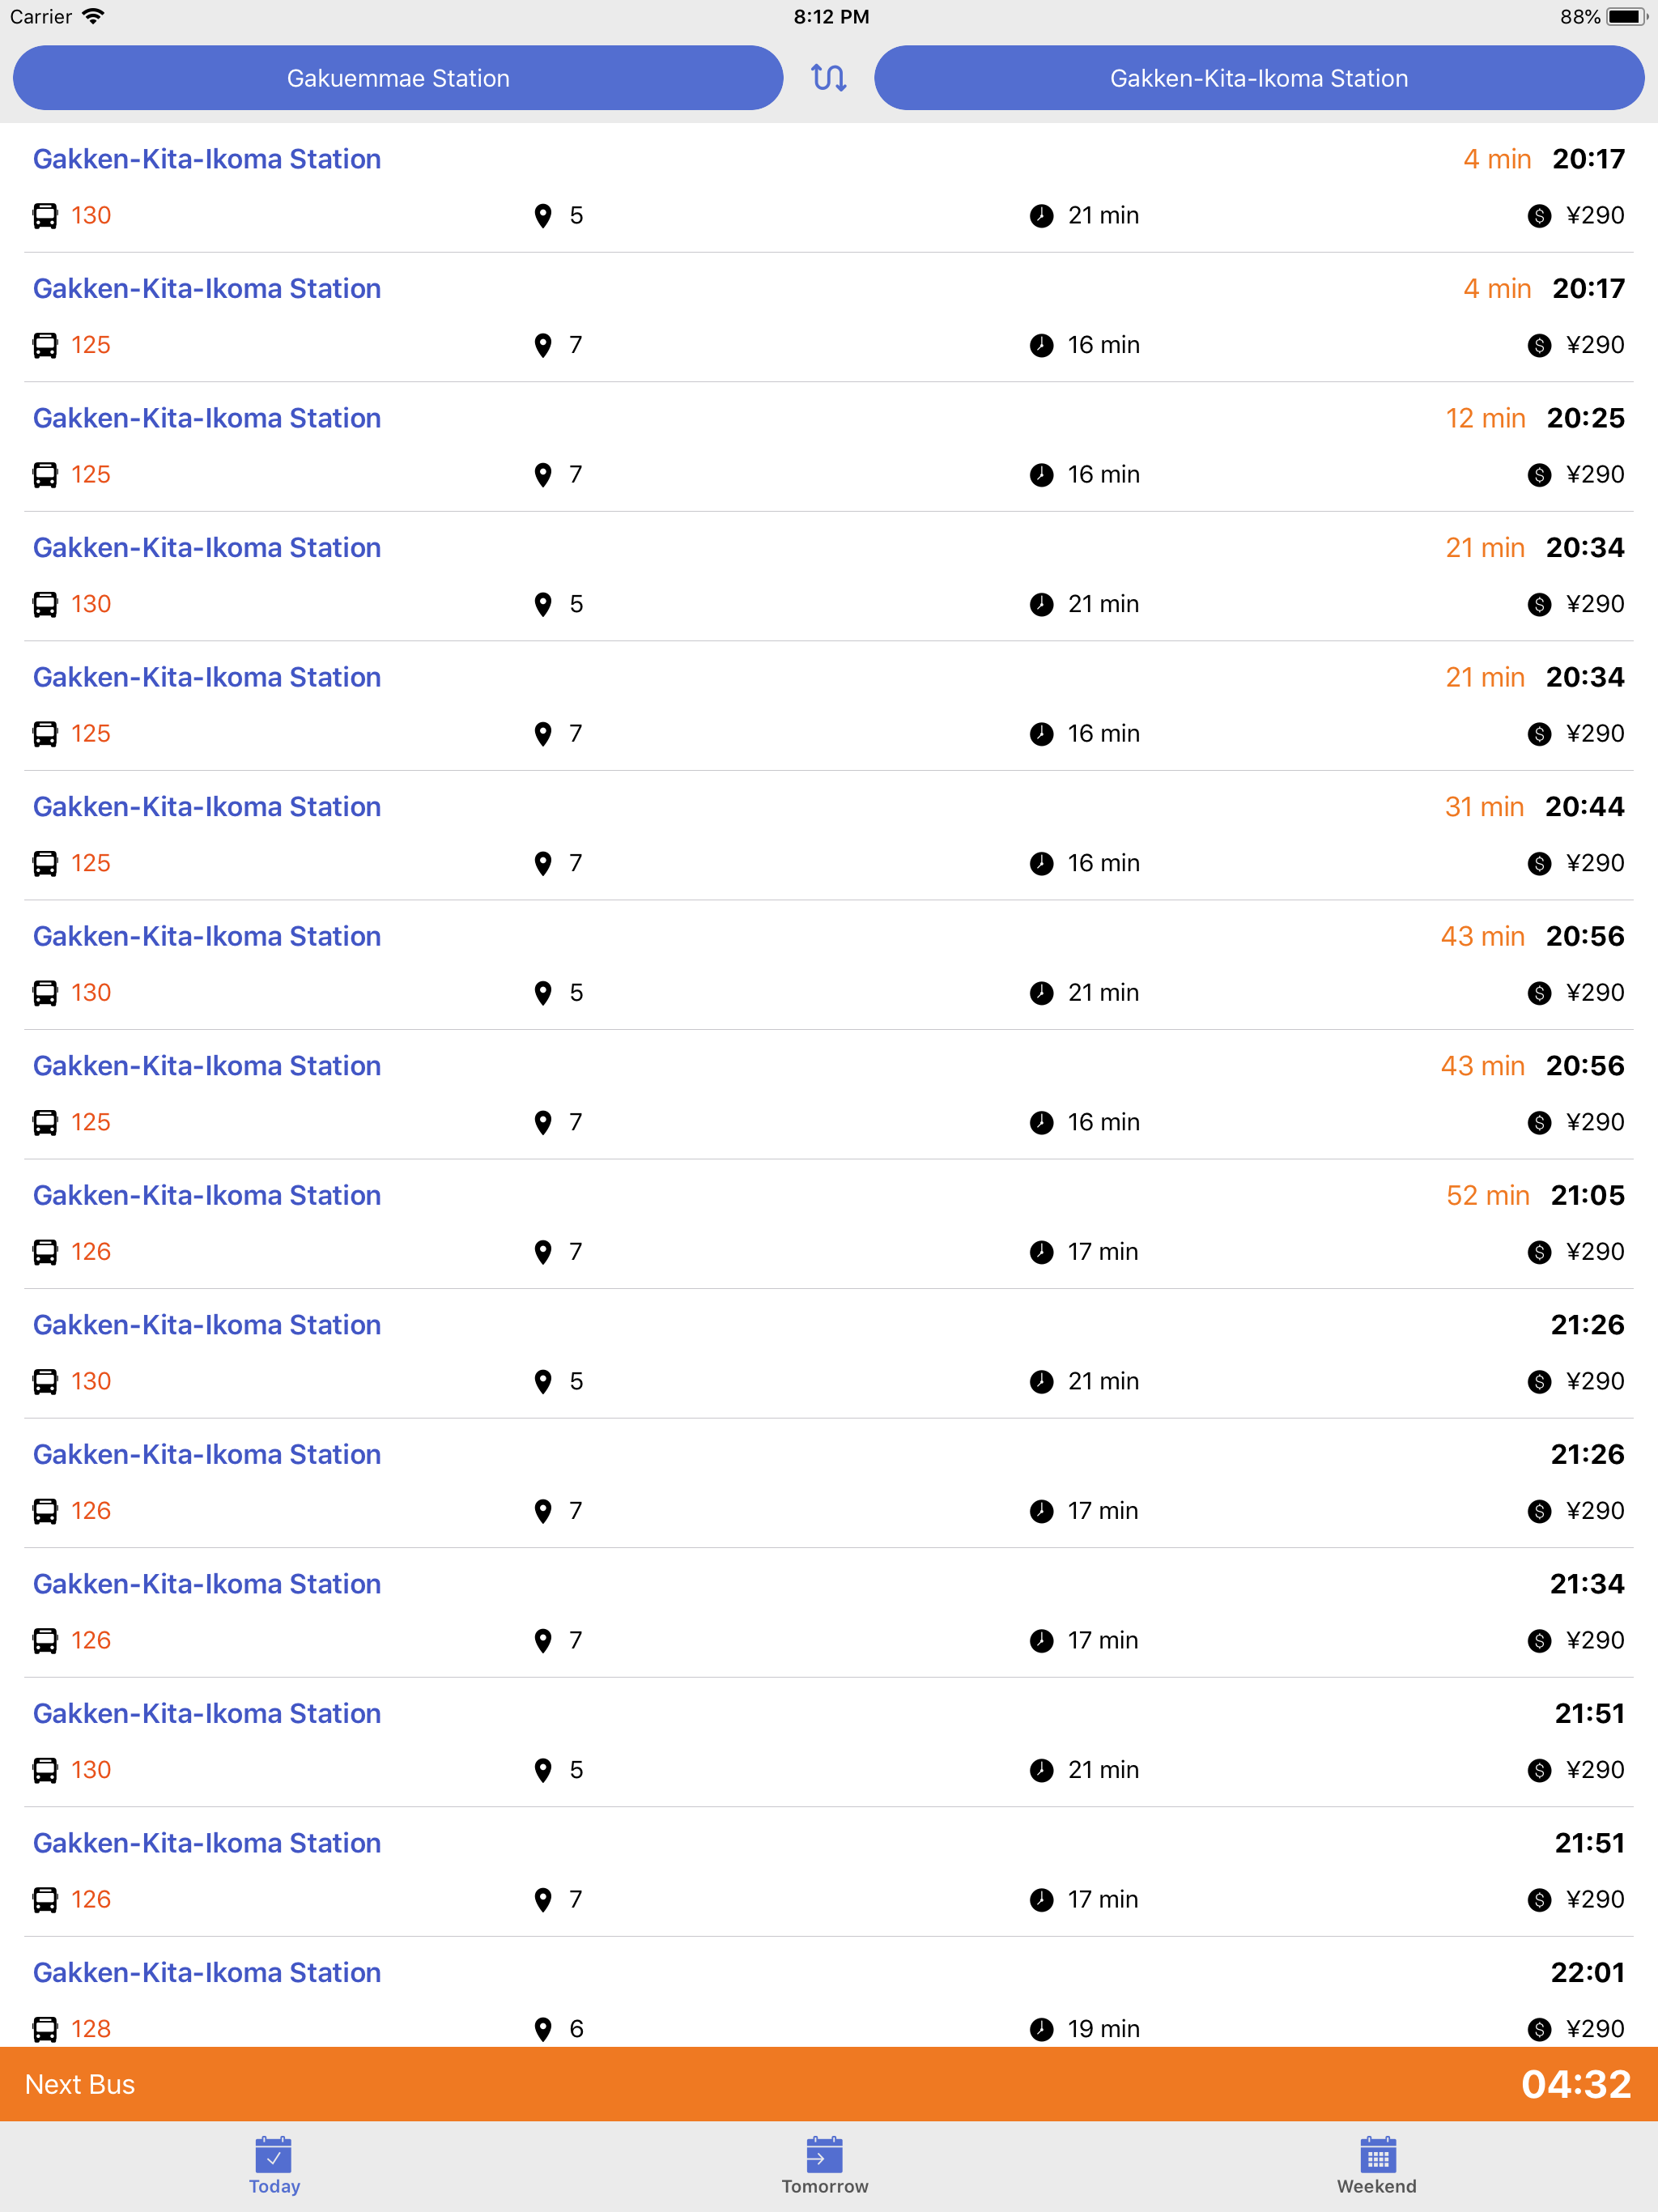 Carrier 8:12 PM 88%
Gakuemmae Station Gakken-Kita-Ikoma Station
Gakken-Kita-Ikoma Station 4 min 20:17
130 5 21 min ¥290
Gakken-Kita-Ikoma Station 4 min 20:17
125 7 16 min ¥290
Gakken-Kita-Ikoma Station 12 min 20:25
125 7 16 min ¥290
Gakken-Kita-Ikoma Station 21 min 20:34
130 5 21 min ¥290
Gakken-Kita-Ikoma Station 21 min 20:34
125 7 16 min ¥290
Gakken-Kita-Ikoma Station 31 min 20:44
125 7 16 min ¥290
Gakken-Kita-Ikoma Station 43 min 20:56
130 5 21 min ¥290
Gakken-Kita-Ikoma Station 43 min 20:56
125 7 16 min ¥290
Gakken-Kita-Ikoma Station 52 min 21:05
126 7 17 min ¥290
Gakken-Kita-Ikoma Station 21:26
130 5 21 min ¥290
Gakken-Kita-Ikoma Station 21:26
126 7 17 min ¥290
Gakken-Kita-Ikoma Station 21:34
126 7 17 min ¥290
Gakken-Kita-Ikoma Station 21:51
130 5 21 min ¥290
Gakken-Kita-Ikoma Station 21:51
126 7 17 min ¥290
Gakken-Kita-Ikoma Station 22:01
128 6 19 min ¥290
Next Bus 04:32
Today Tomorrow Weekend